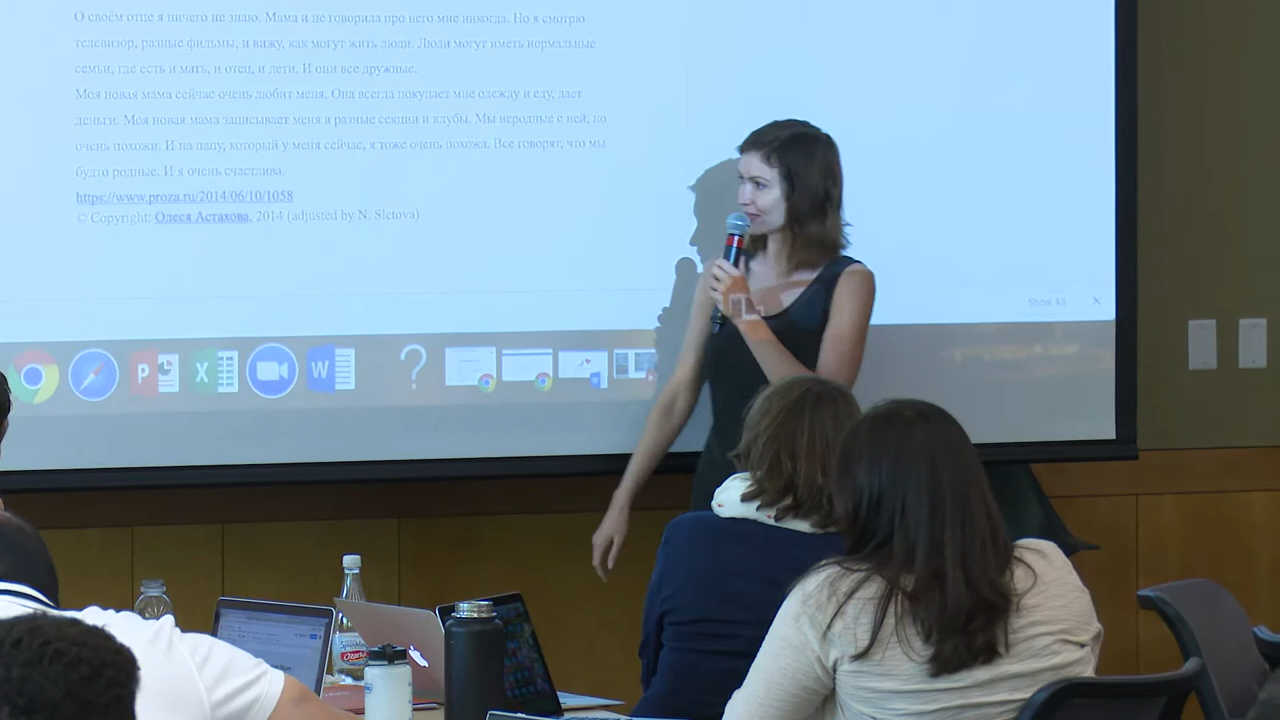 О своём отце я ничего не знаю. Мама и не говорила про него мне никогда. Но я смотрю
телевизор, разные фильмы, и вижу, как могут жить люди. Люди могут иметь нормальные
семьи, где есть и мать, и отец, и дети. И они все дружные.
Моя новая мама сейчас очень любит меня. Она всегда покупает мне одежду и еду, дает
деньги. Моя новая мама записывает меня в разные секции и клубы. Мы неродные с ней, но
очень похожи. И на папу, который у меня сейчас, я тоже очень похожа. Все говорят, что мы
будто родные. И я очень счастлива.
https://www.proza.ru/2014/06/10/1058
© Copyright: Олеся Астахова, 2014 (adjusted by N. Sletova)
Show All X
P X W ?
Ozarka